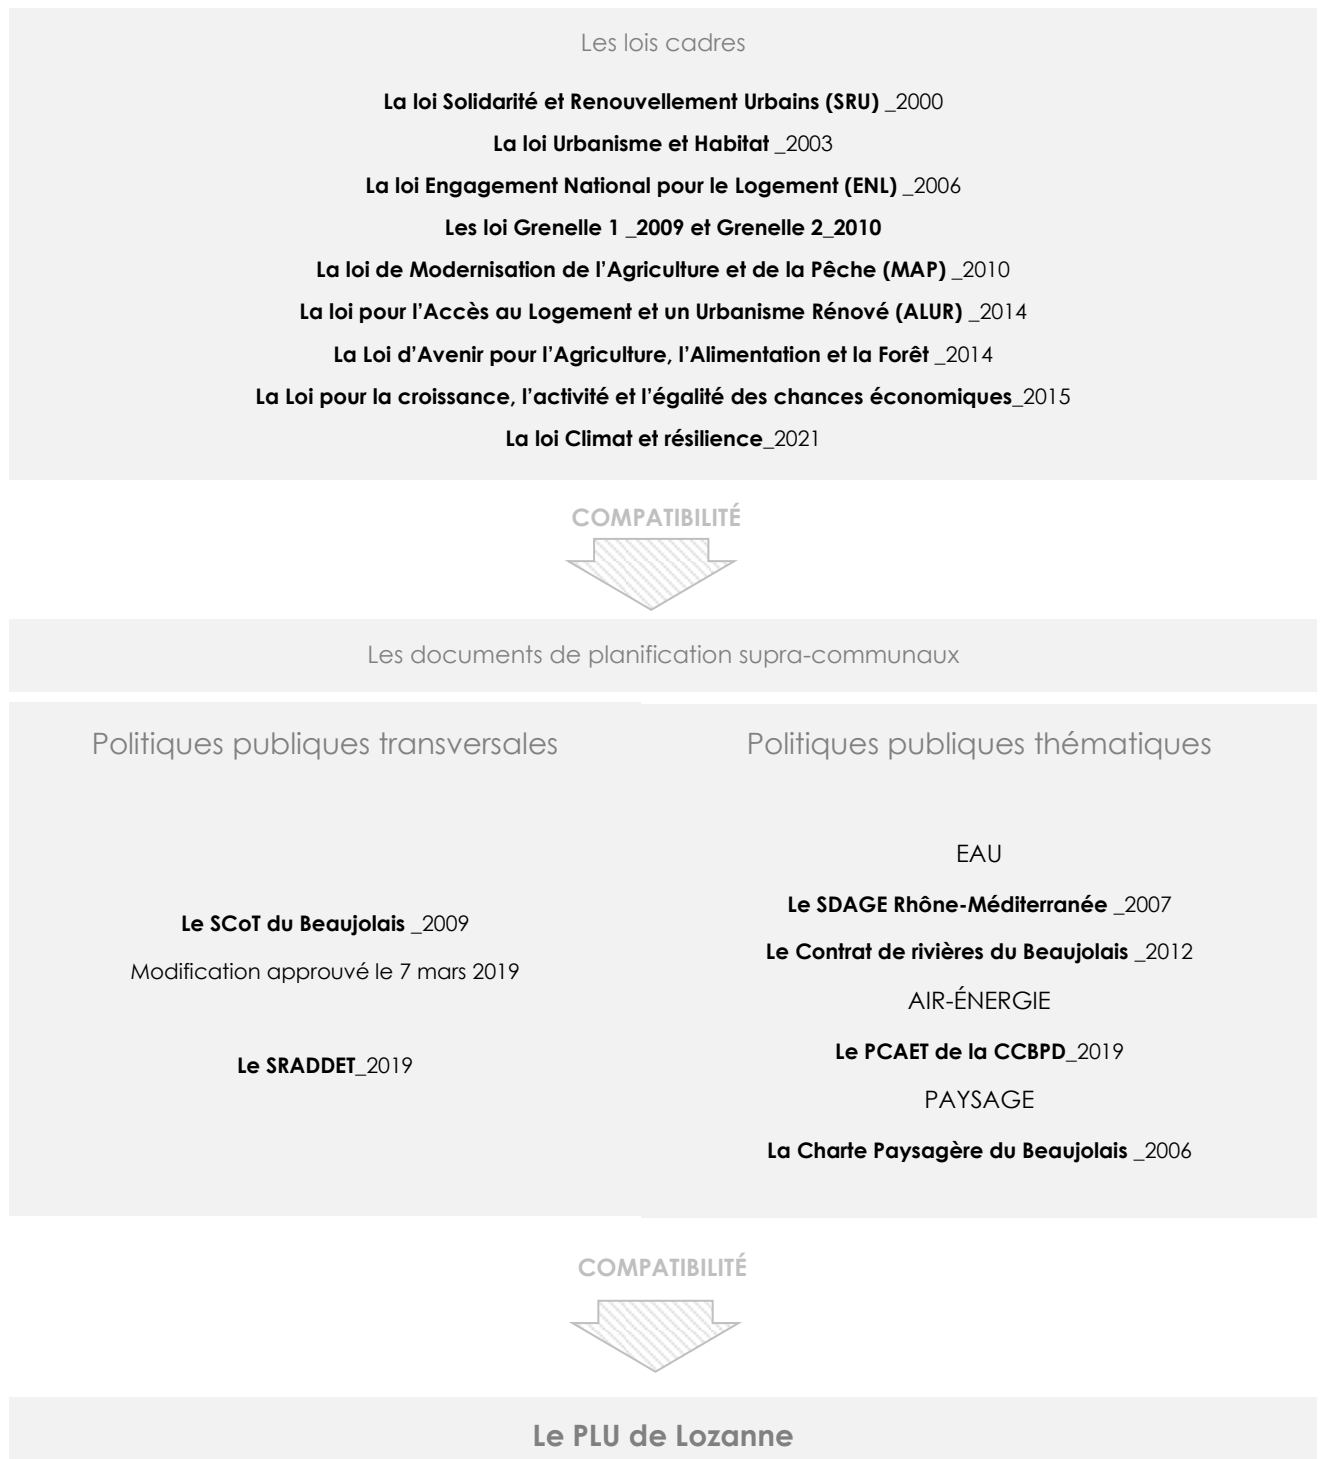 Les lois cadres
La loi Solidarité et Renouvellement Urbains (SRU) _2000
La loi Urbanisme et Habitat _2003
La loi Engagement National pour le Logement (ENL) _2006
Les loi Grenelle 1 _2009 et Grenelle 2_2010
La loi de Modernisation de l’Agriculture et de la Pêche (MAP) _2010
La loi pour l’Accès au Logement et un Urbanisme Rénové (ALUR) _2014
La Loi d’Avenir pour l’Agriculture, l’Alimentation et la Forêt _2014
La Loi pour la croissance, l’activité et l’égalité des chances économiques_2015
La loi Climat et résilience_2021
COMPATIBILITÉ
Les documents de planification supra-communaux
Politiques publiques transversales
Le SCoT du Beaujolais _2009
Modification approuvé le 7 mars 2019
Le SRADDET_2019
Politiques publiques thématiques
EAU
Le SDAGE Rhône-Méditerranée _2007
Le Contrat de rivières du Beaujolais _2012
AIR-ÉNERGIE
Le PCAET de la CCBPD_2019
PAYSAGE
La Charte Paysagère du Beaujolais _2006
COMPATIBILITÉ
Le PLU de Lozanne